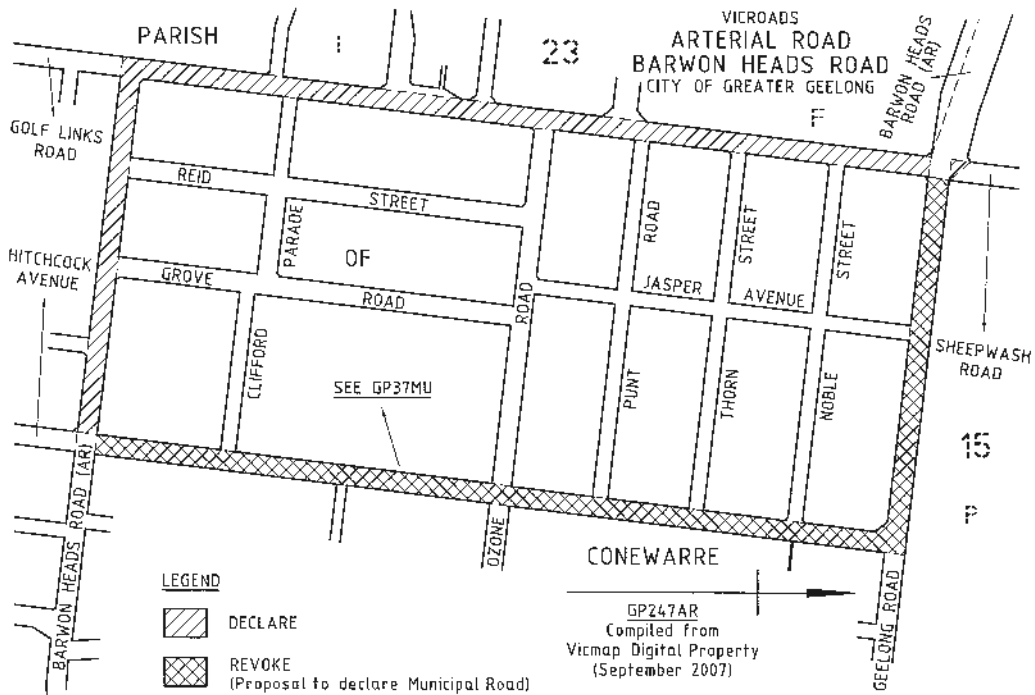 PARISH
I
23
VICROADS
ARTERIAL ROAD
BARWON HEADS ROAD
CITY OF GREATER GEELONG
F
BARWON HEADS
ROAD (AR)
GOLF LINKS
ROAD
REID
STREET
PARADE
OF
ROAD
STREET
STREET
HITCHCOCK
AVENUE
GROVE
ROAD
ROAD
JASPER
AVENUE
CLIFFORD
SEE GP37MU
PUNT
THORN
NOBLE
SHEEPWASH
ROAD
15
P
BARWON HEADS ROAD (AR)
OZONE
CONEWARRE
GEELONG ROAD
LEGEND
DECLARE
REVOKE
(Proposal to declare Municipal Road)
GP247AR
Compiled from
Vicmap Digital Property
(September 2007)